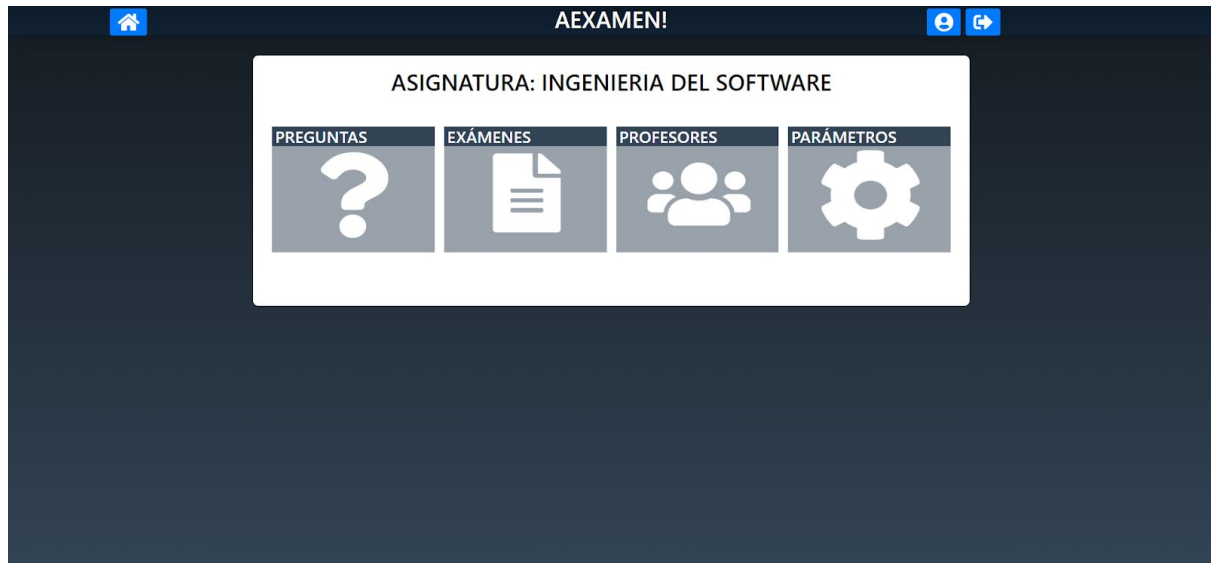 AEXAMEN!
ASIGNATURA: INGENIERIA DEL SOFTWARE
PREGUNTAS
EXÁMENES
PROFESORES
PARÁMETROS